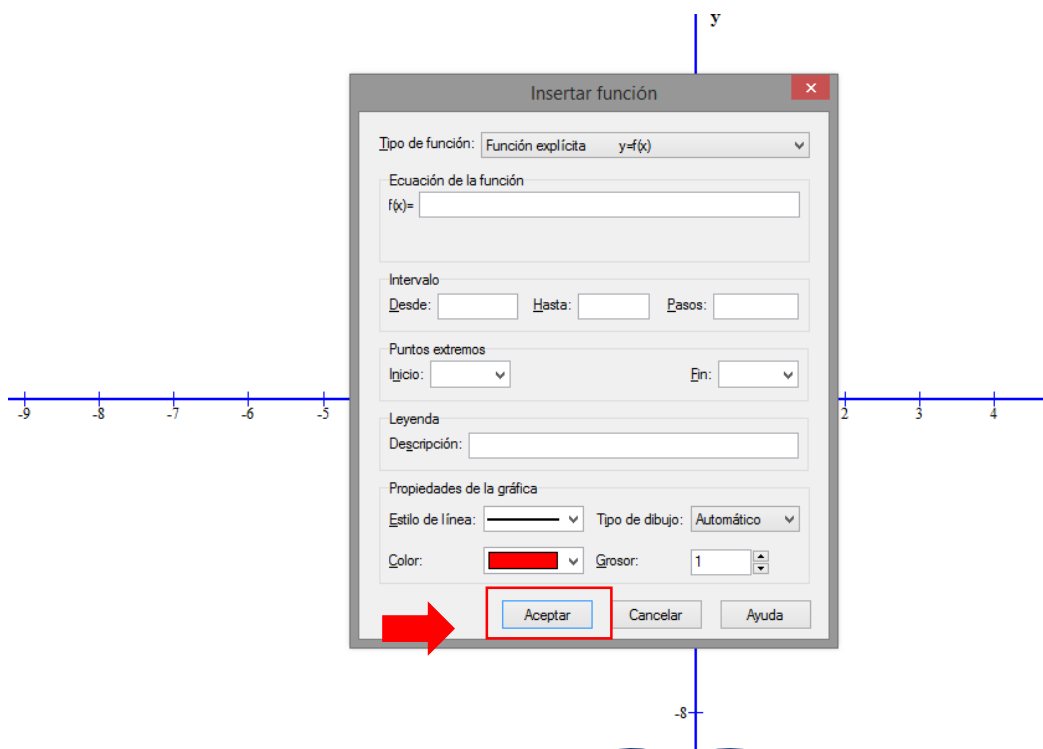 y
Insertar función
Tipo de función: Función explícita y=f(x)
Ecuación de la función
f(x)=
Intervalo
Desde: Hasta: Pasos:
Puntos extremos
Inicio: Fin:
-9 -8 -7 -6 -5 2 3 4
Leyenda
Descripción:
Propiedades de la gráfica
Estilo de línea: Tipo de dibujo: Automático
Color: Grosor: 1
Aceptar Cancelar Ayuda
-8